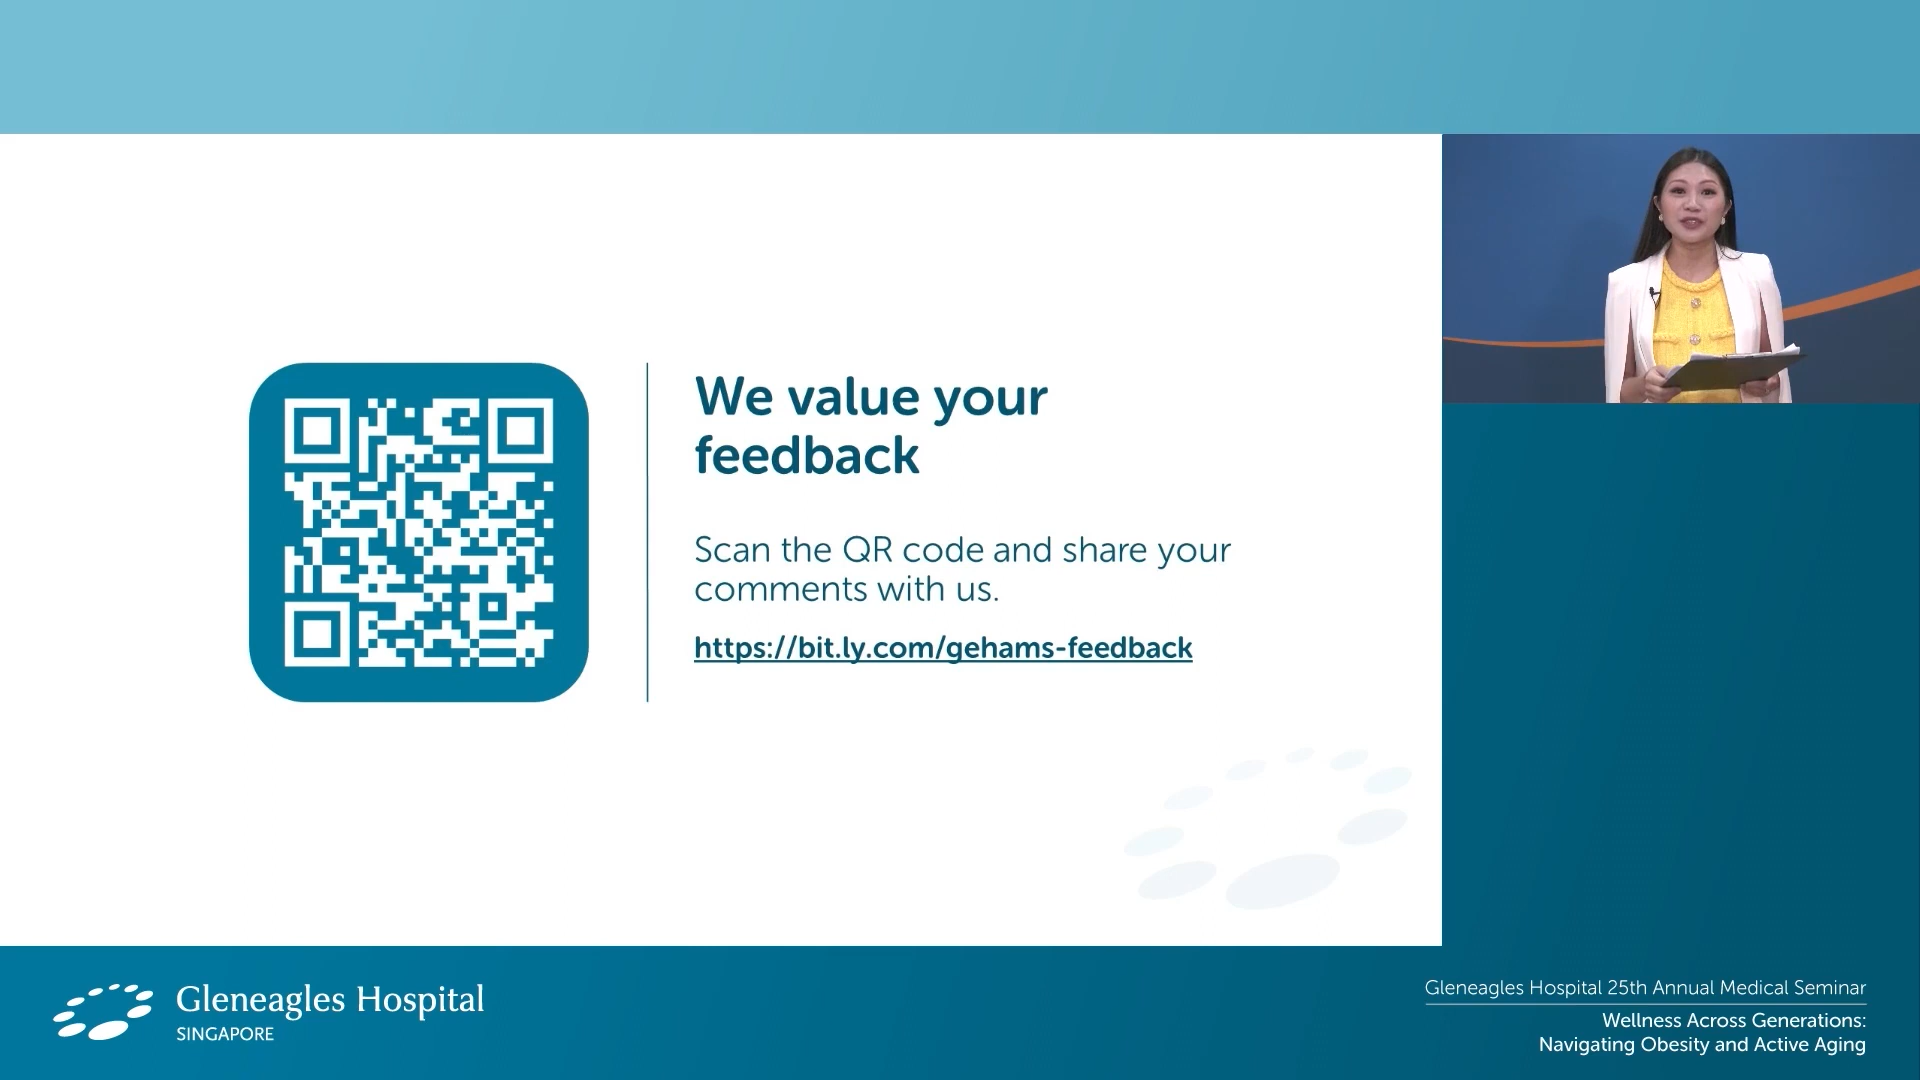 We value your
feedback
Scan the QR code and share your
comments with us.
https://bit.ly.com/gehams-feedback
Gleneagles Hospital
SINGAPORE
Gleneagles Hospital 25th Annual Medical Seminar
Wellness Across Generations:
Navigating Obesity and Active Aging